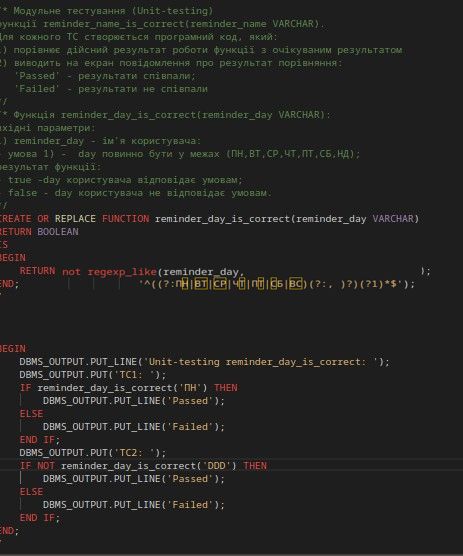 /* Модульне тестування (Unit-testing)
функції reminder_name_is_correct(reminder_name VARCHAR).
Для кожного ТС створюється програмний код, який:
1) порівнює дійсний результат роботи функції з очікуваним результатом
2) виводить на екран повідомлення про результат порівняння:
'Passed' - результати співпали;
'Failed' - результати не співпали
*/
/* Функція reminder_day_is_correct(reminder_day VARCHAR):
вхідні параметри:
1) reminder_day - ім'я користувача:
- умова 1) - day повинно бути у межах (ПН,ВТ,СР,ЧТ,ПТ,СБ,НД);
результат функції:
- true -day користувача відповідає умовам;
- false - day користувача не відповідає умовам.
*/
CREATE OR REPLACE FUNCTION reminder_day_is_correct(reminder_day VARCHAR)
RETURN BOOLEAN
IS
BEGIN
RETURN not regexp_like(reminder_day, );
END; '^((?:ПН|ВТ|СР|ЧТ|ПТ|СБ|ВС)(?:, )?)(?1)*$');
/
BEGIN
DBMS_OUTPUT.PUT_LINE('Unit-testing reminder_day_is_correct: ');
DBMS_OUTPUT.PUT('TC1: ');
IF reminder_day_is_correct('ПН') THEN
DBMS_OUTPUT.PUT_LINE('Passed');
ELSE
DBMS_OUTPUT.PUT_LINE('Failed');
END IF;
DBMS_OUTPUT.PUT('TC2: ');
IF NOT reminder_day_is_correct('DDD') THEN
DBMS_OUTPUT.PUT_LINE('Passed');
ELSE
DBMS_OUTPUT.PUT_LINE('Failed');
END IF;
END;
/